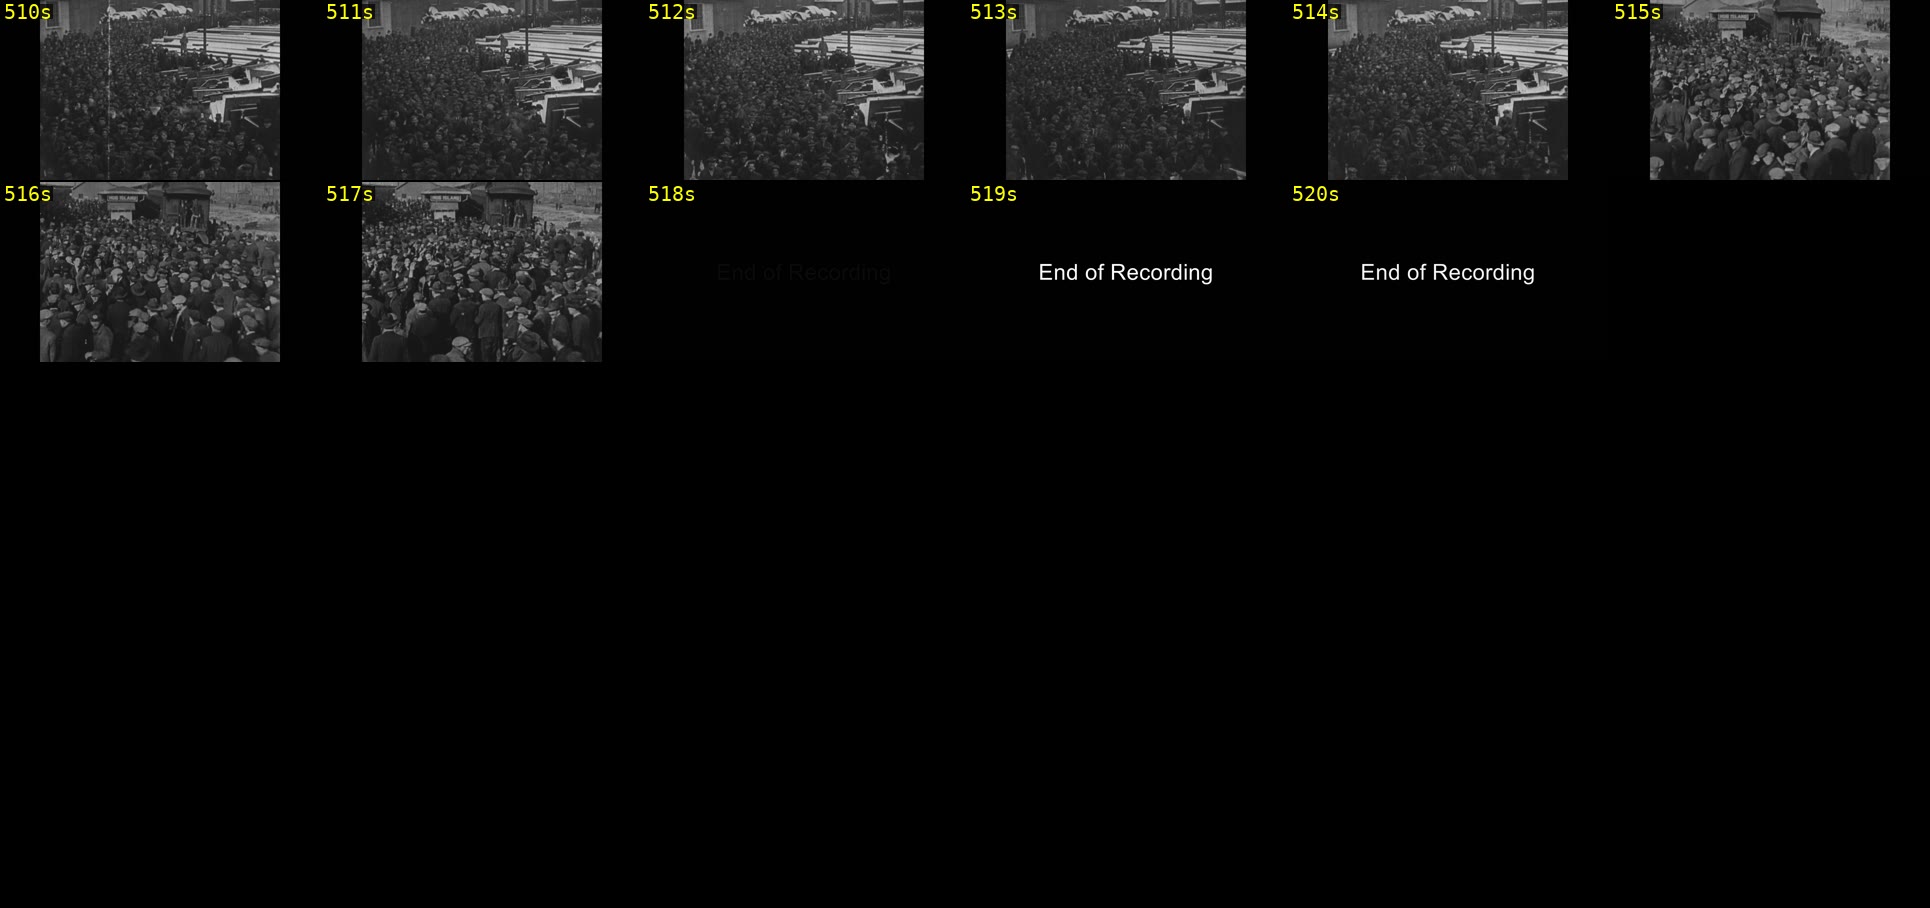 510s
511s
512s
513s
514s
515s
516s
517s
518s
519s
520s
End of Recording
End of Recording
End of Recording